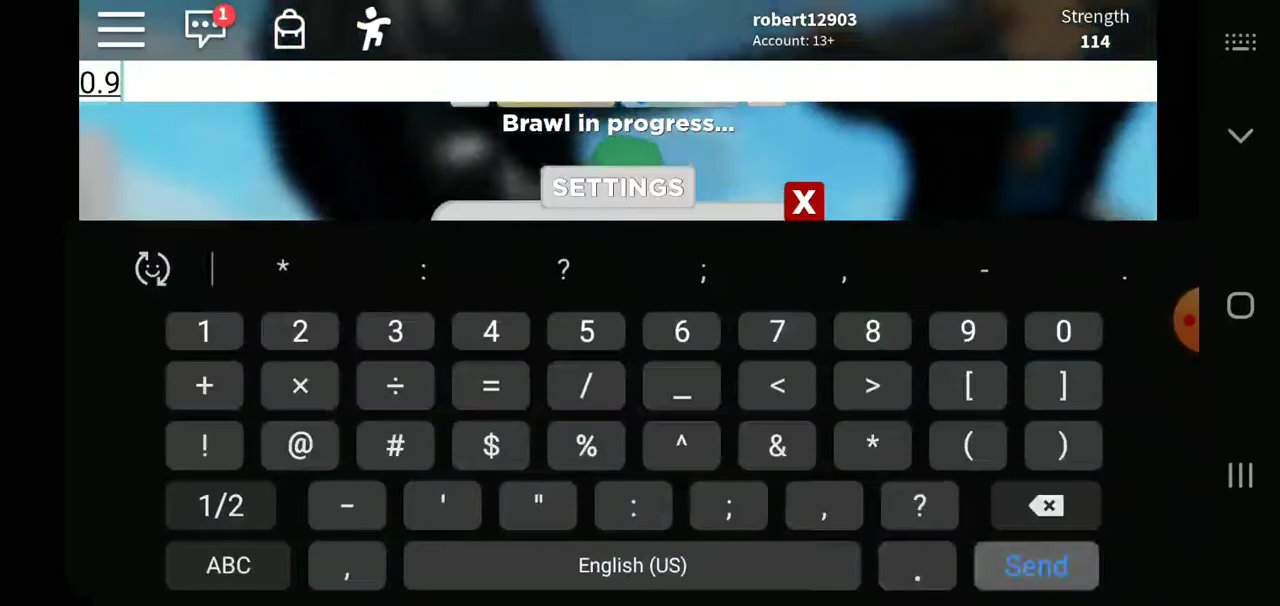 1
robert12903
Account: 13+
Strength
114
0.9
Brawl in progress...
SETTINGS
X
* : ? ; , - .
1 2 3 4 5 6 7 8 9 0
+ × ÷ = / _ < > [ ]
! @ # $ % ^ & * ( )
1/2 - ' " : ; , ?
ABC , English (US) . Send